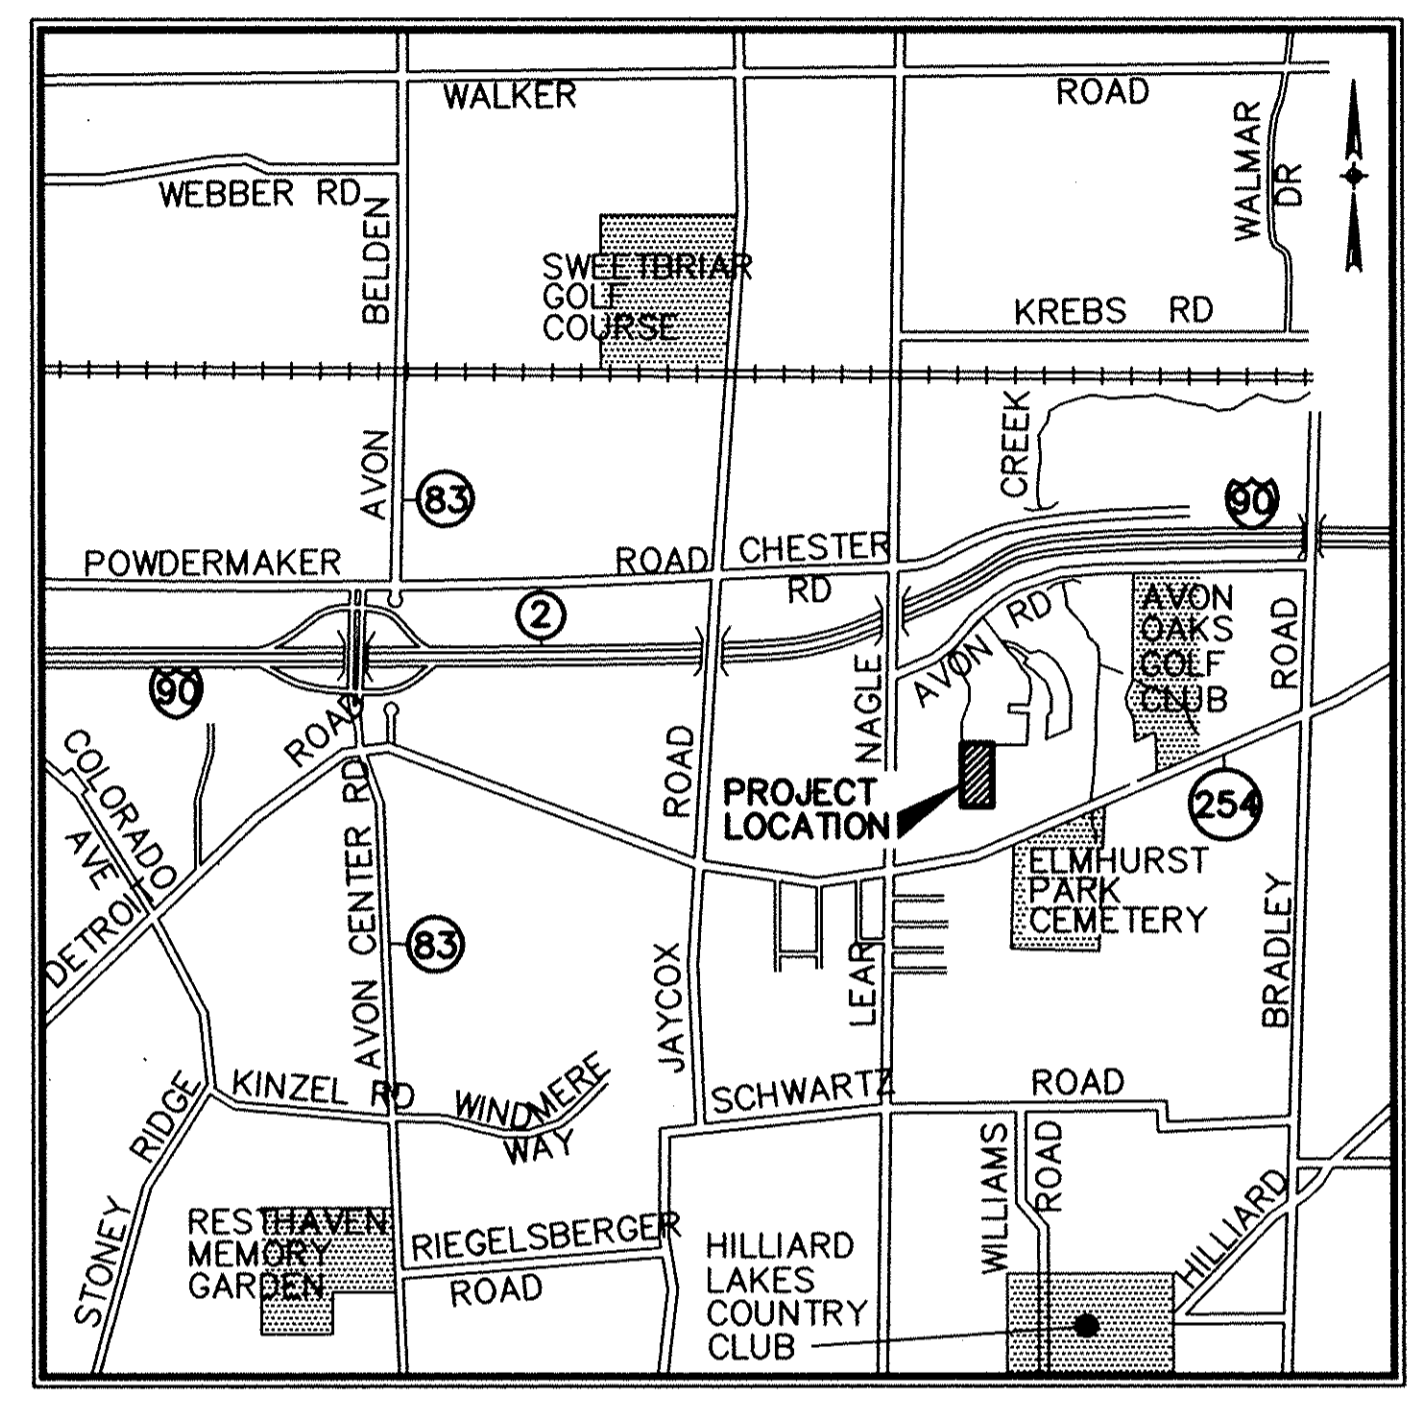 WALKER
ROAD
WEBBER RD
BELDEN
WALMAR
DR
SWEETBRIAR
GOLF
COURSE
KREBS RD
AVON
83
CREEK
90
POWDERMAKER
ROAD
CHESTER
RD
2
90
AVON RD
AVON
OAKS
GOLF
CLUB
ROAD
NAGLE
ROAD
COLORADO
AVE
ROAD
PROJECT
LOCATION
254
DETROIT
AVON CENTER RD
83
ELMHURST
PARK
CEMETERY
JAYCOX
LEAR
BRADLEY
KINZEL RD
WINDMERE
WAY
SCHWARTZ
ROAD
STONEY RIDGE
WILLIAMS
ROAD
HILLIARD
RESTHAVEN
MEMORY
GARDEN
RIEGELSBERGER
ROAD
HILLIARD
LAKES
COUNTRY
CLUB